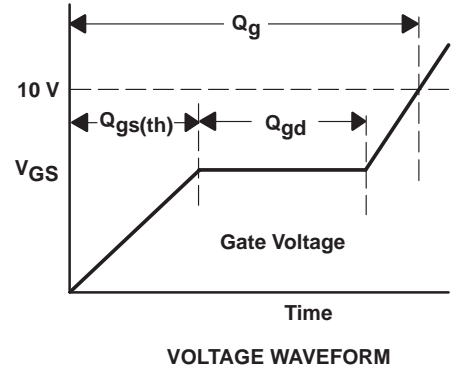 Qg
10 V
Qgs(th)
Qgd
VGS
Gate Voltage
Time
VOLTAGE WAVEFORM